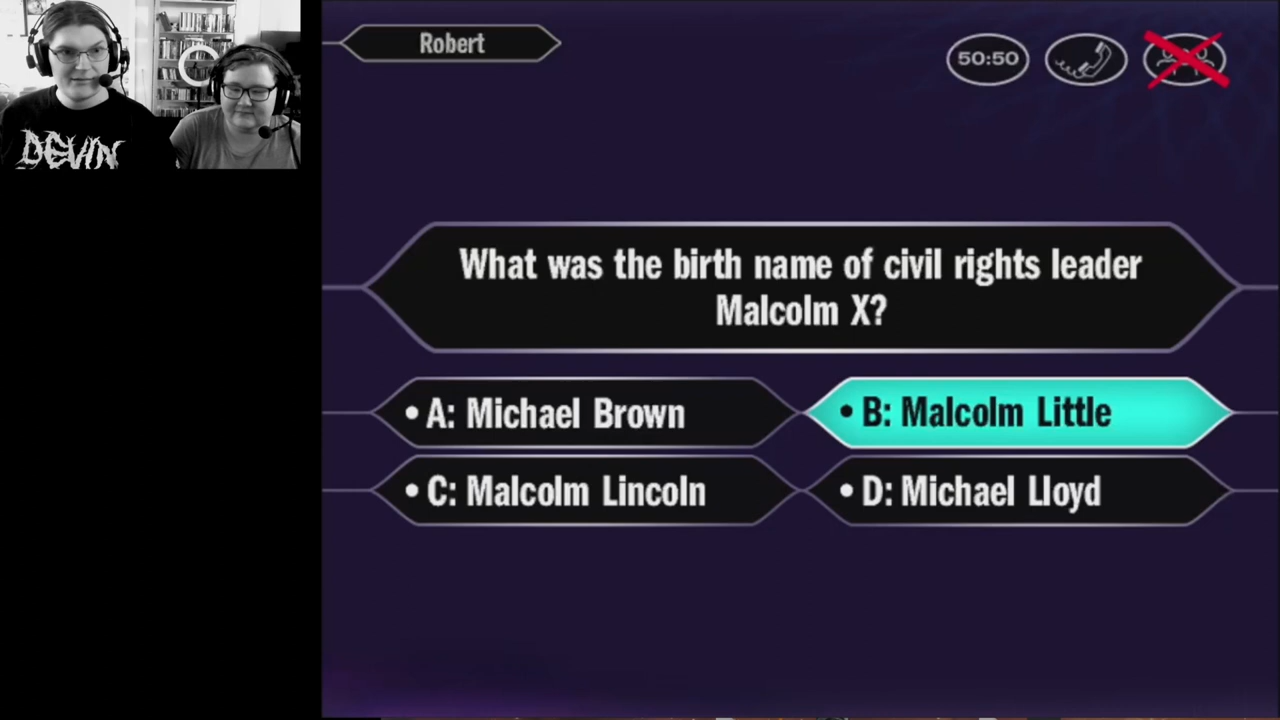 Robert
50:50
DEVIN
What was the birth name of civil rights leader
Malcolm X?
• A: Michael Brown
• B: Malcolm Little
• C: Malcolm Lincoln
• D: Michael Lloyd